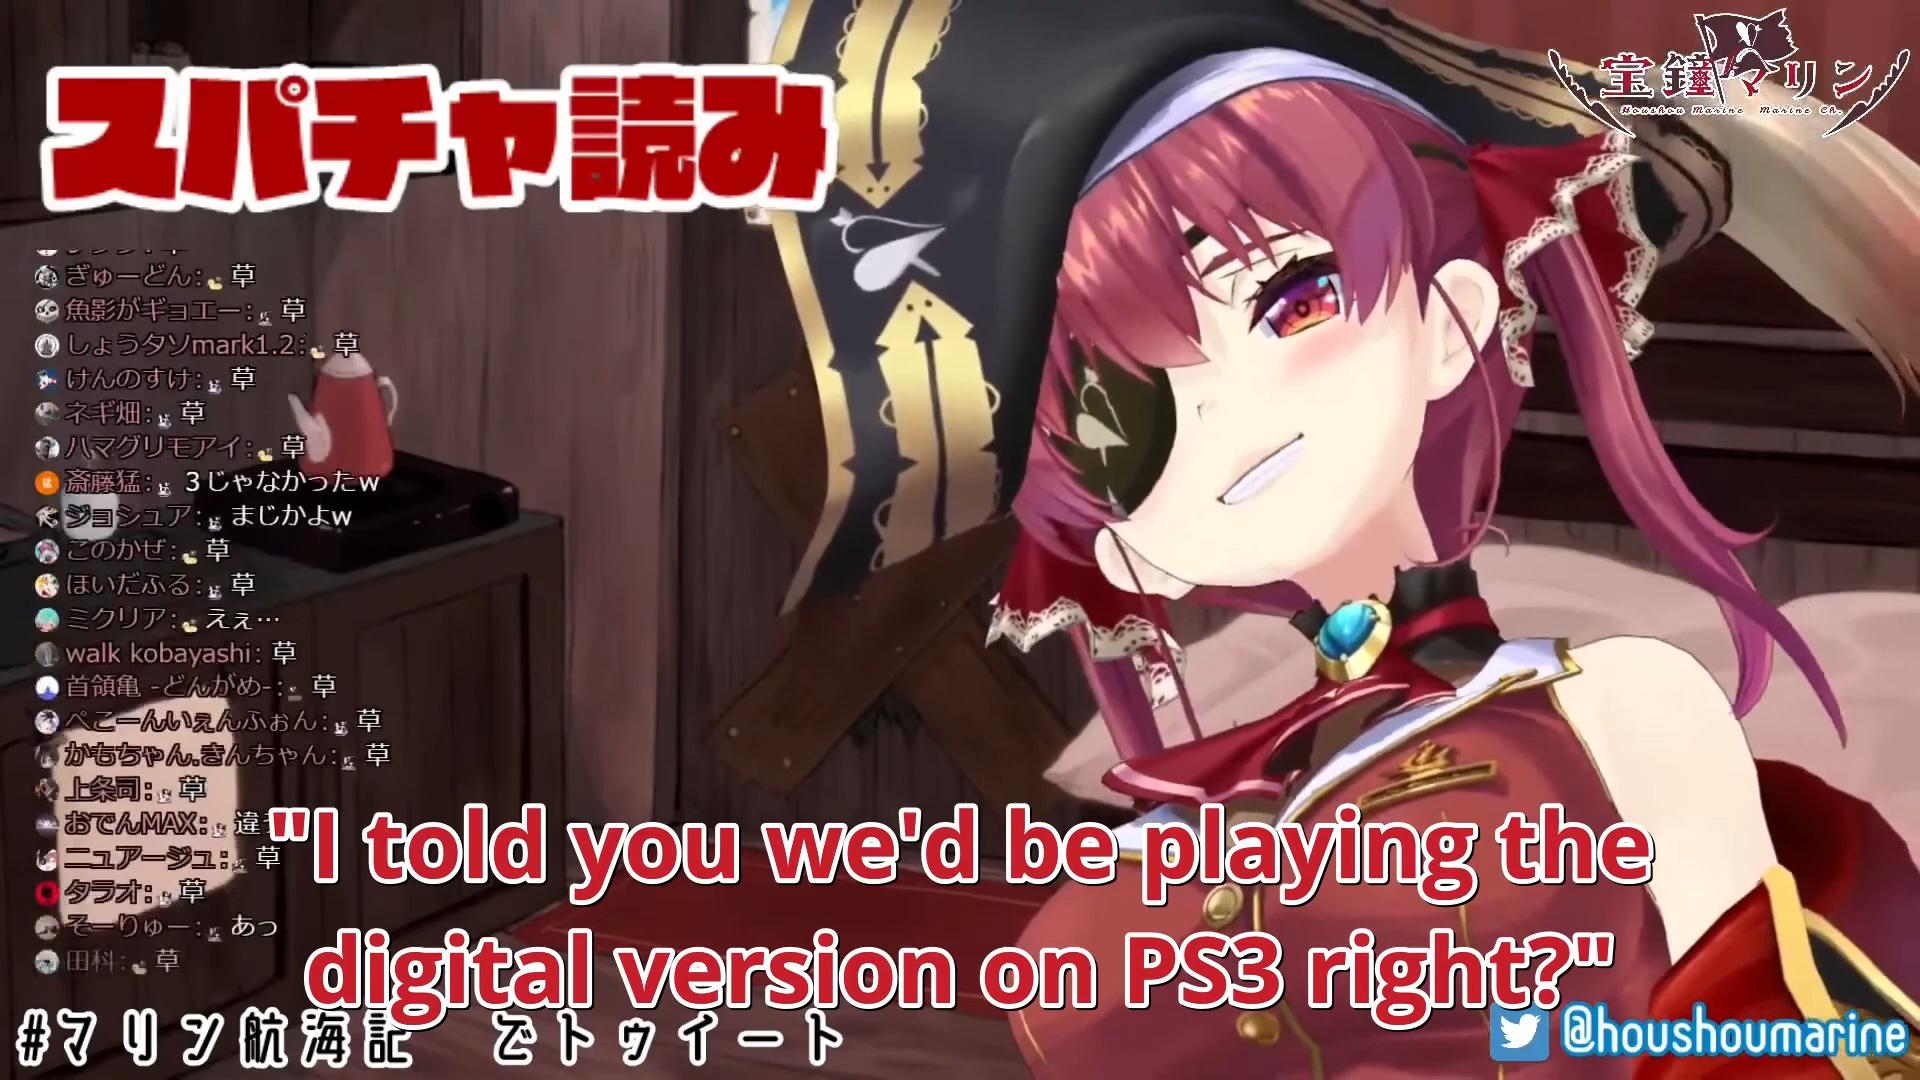 スパチャ読み
宝鐘マリン
Houshou Marine Marine Ch.
ぎゅーどん: 草
魚影がギョエー: 草
しょうタソmark1.2: 草
けんのすけ: 草
ネギ畑: 草
ハマグリモアイ: 草
斎藤猛: 3じゃなかったw
ジョシュア: まじかよw
このかぜ: 草
ほいだふる: 草
ミクリア: えぇ…
walk kobayashi: 草
首領亀 -どんがめ-: 草
ぺこーんいぇんふぉん: 草
かもちゃん.きんちゃん: 草
上条司: 草
おでんMAX: 違
ニュアージュ: 草
タラオ: 草
そーりゅー: あっ
田科: 草
"I told you we'd be playing the
digital version on PS3 right?"
#マリン航海記 でトゥイート
@houshoumarine